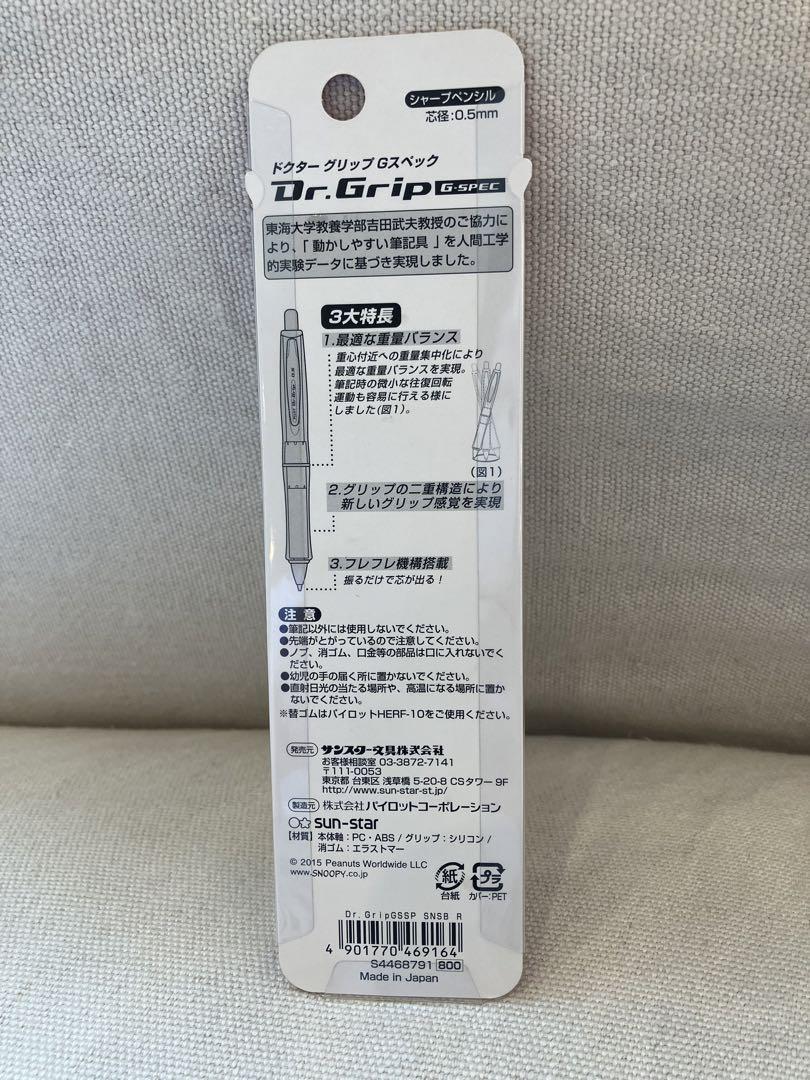 シャープペンシル
芯径:0.5mm
ドクター グリップ Gスペック
Dr.Grip G-SPEC
東海大学教養学部吉田武夫教授のご協力に
より、「 動かしやすい筆記具 」を人間工学
的実験データに基づき実現しました。
3大特長
1.最適な重量バランス
重心付近への重量集中化により
最適な重量バランスを実現。
筆記時の微小な往復回転
運動も容易に行える様に
しました(図1)。
(図1)
2.グリップの二重構造により
新しいグリップ感覚を実現
3.フレフレ機構搭載
振るだけで芯が出る!
注 意
●筆記以外には使用しないでください。
●先端がとがっているので注意してください。
●ノブ、消ゴム、口金等の部品は口に入れないでく
ださい。
●幼児の手の届く所に置かないでください。
●直射日光の当たる場所や、高温になる場所に置か
ないでください。
※替ゴムはパイロットHERF-10をご使用ください。
発売元 サンスター文具株式会社
お客様相談室 03-3872-7141
〒111-0053
東京都 台東区 浅草橋 5-20-8 CSタワー 9F
http://www.sun-star-st.jp/
製造元 株式会社 パイロットコーポレーション
sun-star
【材質】本体軸:PC・ABS / グリップ:シリコン /
消ゴム:エラストマー
© 2015 Peanuts Worldwide LLC
www.SNOOPY.co.jp
紙
台紙
プラ
カバー:PET
Dr.GripGSSP SNSB R
4 901770 469164
S4468791 800
Made in Japan